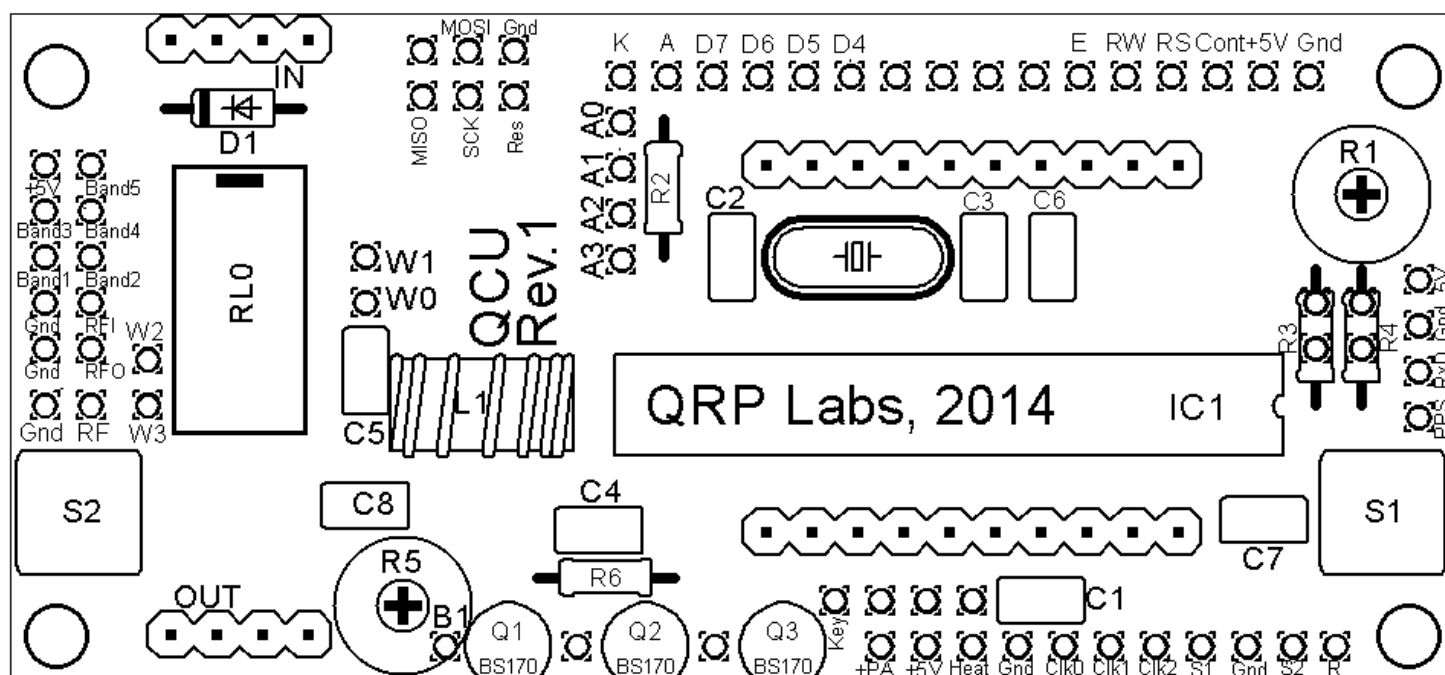 MOSI Gnd
K A D7 D6 D5 D4 E RW RS Cont +5V Gnd
IN
MISO SCK Res
D1
A0
A1
A2
A3
R2
R1
+5V Band5
Band3 Band4
Band1 Band2
Gnd RFI
Gnd RFO
Gnd RF W3
W2
RL0
W1
W0
QCU
Rev.1
C2
C3
C6
R3
R4
5V
Gnd
RxD
PPS
C5
L1
QRP Labs, 2014 IC1
S2
C8
C4
S1
C7
R5
R6
OUT
B1
Q1
BS170
Q2
BS170
Q3
BS170
Key
C1
+PA +5V Heat Gnd Clk0 Clk1 Clk2 S1 Gnd S2 R